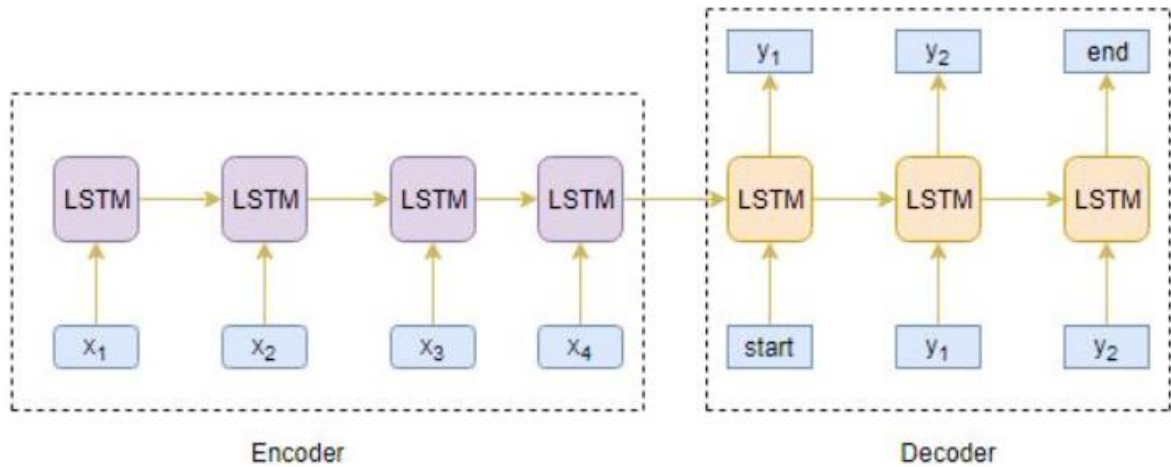 y₁ y₂ end
LSTM LSTM LSTM LSTM LSTM LSTM LSTM
x₁ x₂ x₃ x₄ start y₁ y₂
Encoder Decoder